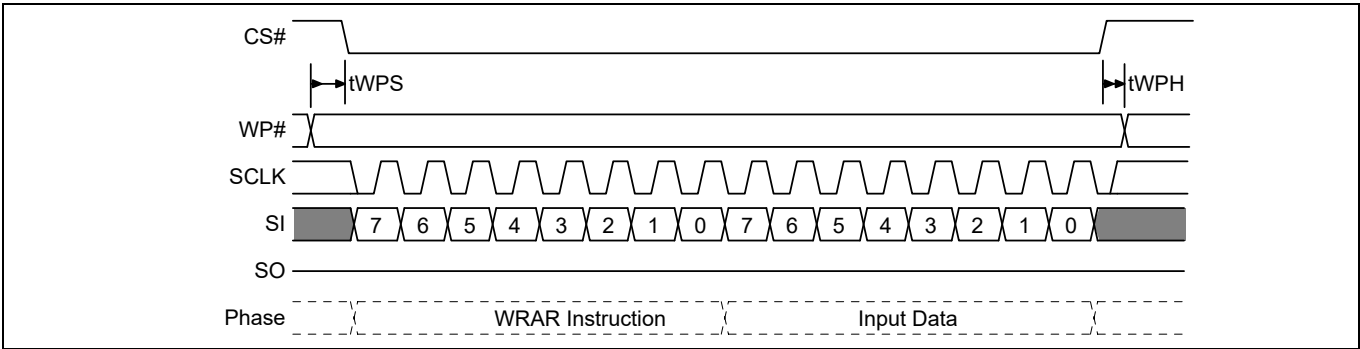 CS#
tWPS tWPH
WP#
SCLK
SI 7 6 5 4 3 2 1 0 7 6 5 4 3 2 1 0
SO
Phase WRAR Instruction Input Data